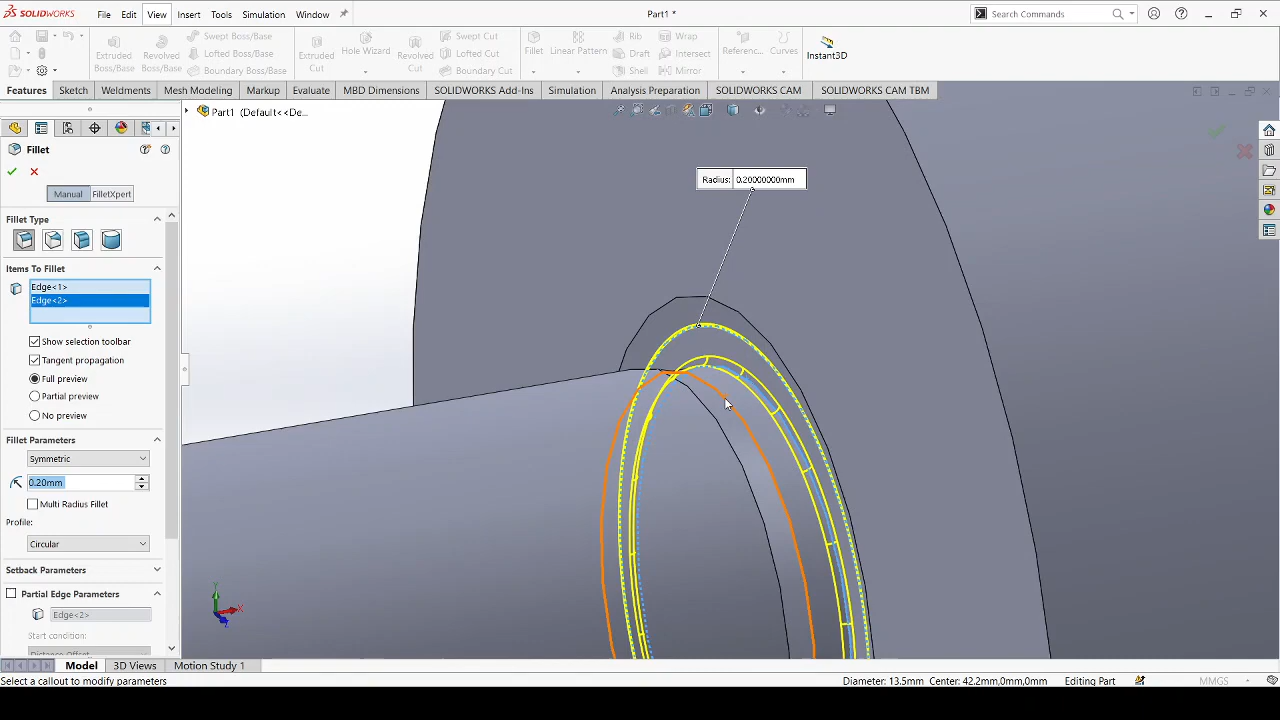 SOLIDWORKS File Edit View Insert Tools Simulation Window Part1 * Search Commands
Extruded Boss/Base Revolved Boss/Base Swept Boss/Base Lofted Boss/Base Boundary Boss/Base Extruded Cut Hole Wizard Revolved Cut Swept Cut Lofted Cut Boundary Cut Fillet Linear Pattern Rib Draft Shell Wrap Intersect Mirror Referenc... Curves Instant3D
Features Sketch Weldments Mesh Modeling Markup Evaluate MBD Dimensions SOLIDWORKS Add-Ins Simulation Analysis Preparation SOLIDWORKS CAM SOLIDWORKS CAM TBM
Part1 (Default<<De...
Fillet
Manual FilletXpert
Fillet Type
Items To Fillet
Edge<1>
Edge<2>
Show selection toolbar
Tangent propagation
Full preview
Partial preview
No preview
Fillet Parameters
Symmetric
0.20mm
Multi Radius Fillet
Profile:
Circular
Setback Parameters
Partial Edge Parameters
Edge<2>
Start condition:
Distance Offset
Radius: 0.20000000mm
Y
X
Z
Model 3D Views Motion Study 1
Select a callout to modify parameters Diameter: 13.5mm Center: 42.2mm,0mm,0mm Editing Part MMGS